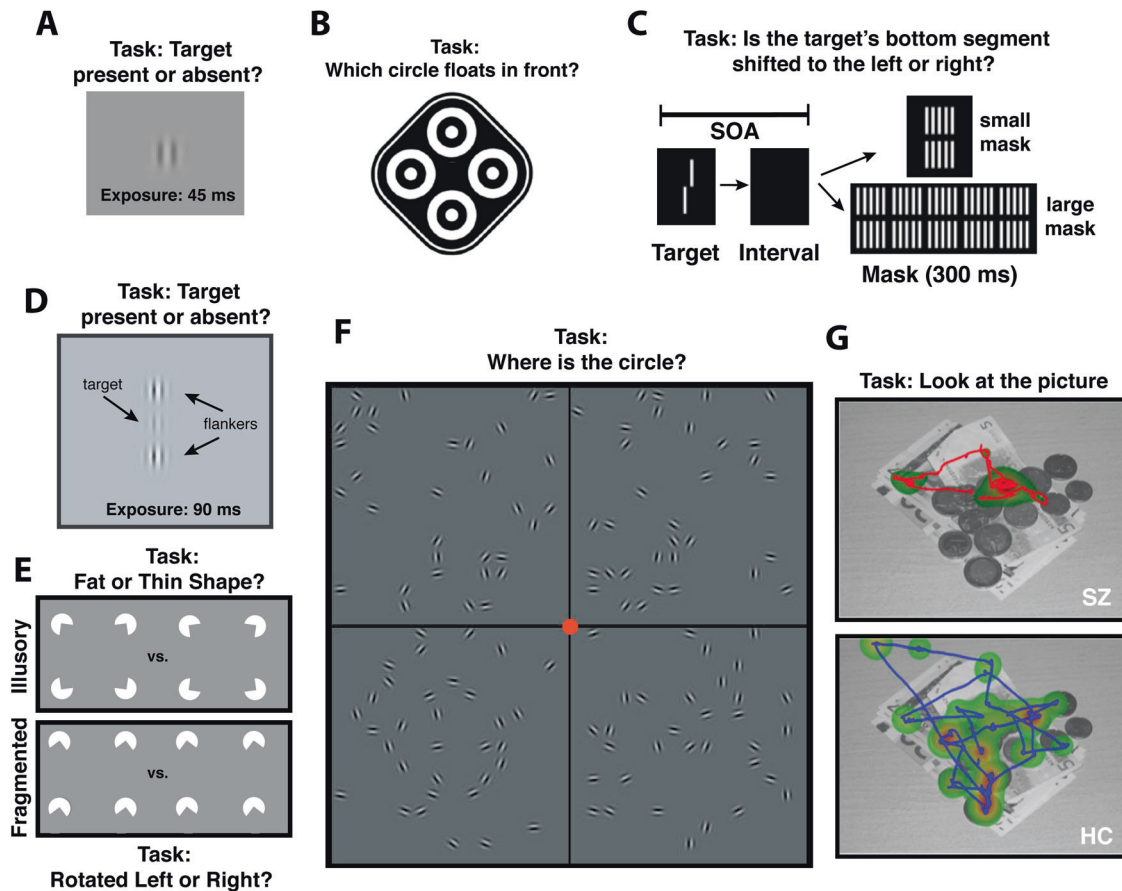 A
Task: Target
present or absent?
Exposure: 45 ms
B
Task:
Which circle floats in front?
C
Task: Is the target's bottom segment
shifted to the left or right?
SOA
small
mask
large
mask
Target
Interval
Mask (300 ms)
D
Task: Target
present or absent?
target
flankers
Exposure: 90 ms
E
Task:
Fat or Thin Shape?
Illusory
vs.
Fragmented
vs.
Task:
Rotated Left or Right?
F
Task:
Where is the circle?
G
Task: Look at the picture
SZ
HC